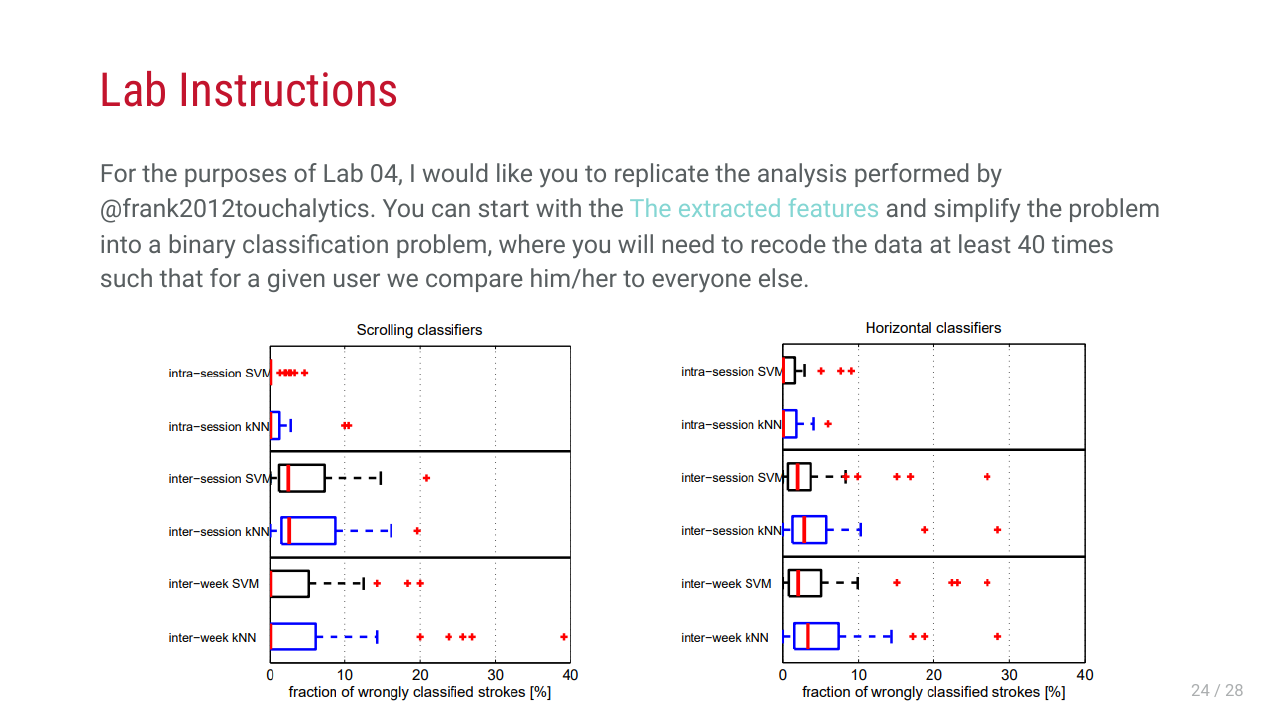 Lab Instructions
For the purposes of Lab 04, I would like you to replicate the analysis performed by
@frank2012touchalytics. You can start with the The extracted features and simplify the problem
into a binary classification problem, where you will need to recode the data at least 40 times
such that for a given user we compare him/her to everyone else.
Scrolling classifiers
intra−session SVM
intra−session kNN
inter−session SVM
inter−session kNN
inter−week SVM
inter−week kNN
0 10 20 30 40
fraction of wrongly classified strokes [%]
Horizontal classifiers
intra−session SVM
intra−session kNN
inter−session SVM
inter−session kNN
inter−week SVM
inter−week kNN
0 10 20 30 40
fraction of wrongly classified strokes [%]
24 / 28